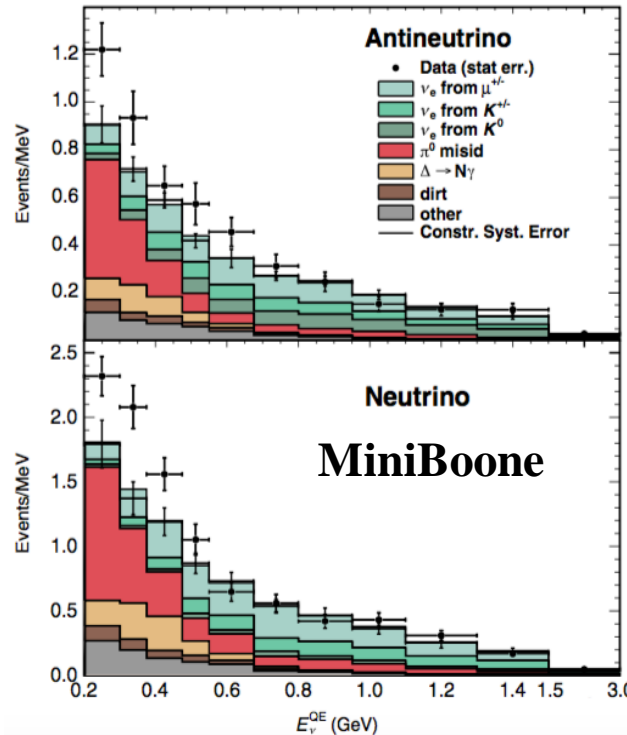 Antineutrino
Data (stat err.)
νe from μ+/-
νe from K+/-
νe from K0
π0 misid
Δ → Nγ
dirt
other
Constr. Syst. Error
Events/MeV
1.2
1.0
0.8
0.6
0.4
0.2
Neutrino
MiniBoone
Events/MeV
2.5
2.0
1.5
1.0
0.5
0.0
0.2 0.4 0.6 0.8 1.0 1.2 1.4 1.5 3.0
EνQE (GeV)